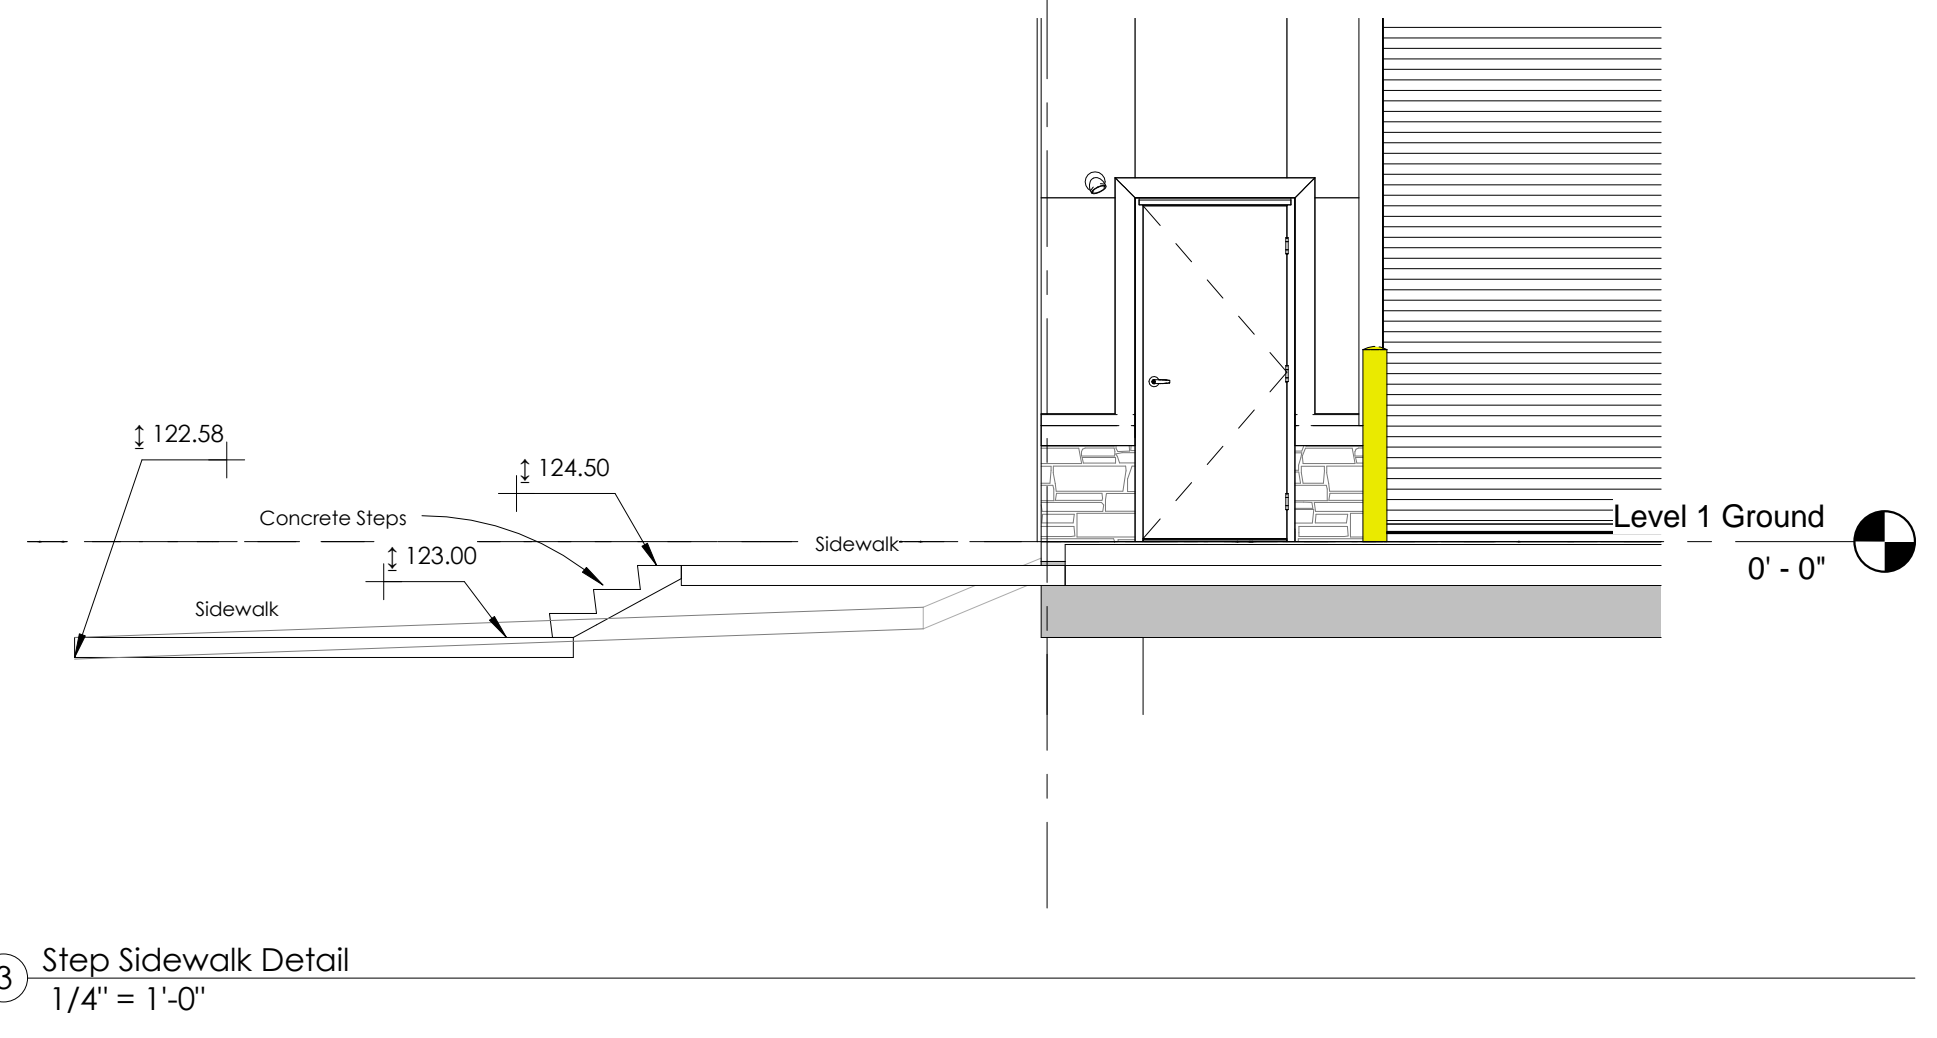 122.58
124.50
Concrete Steps
123.00
Sidewalk
Sidewalk
Level 1 Ground
0' - 0"
3
Step Sidewalk Detail
1/4" = 1'-0"